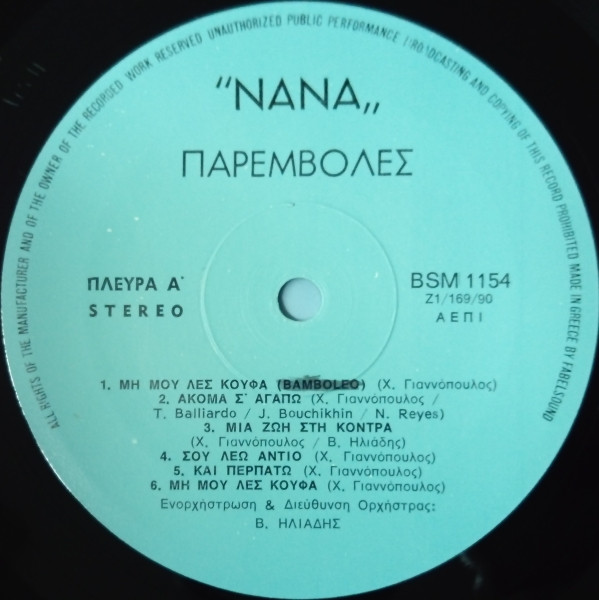 ALL RIGHTS OF THE MANUFACTURER AND OF THE OWNER OF THE RECORDED WORK RESERVED UNAUTHORIZED PUBLIC PERFORMANCE BROADCASTING AND COPYING OF THIS RECORD PROHIBITED MADE IN GREECE BY FABELSOUND
“NANA„
ΠΑΡΕΜΒΟΛΕΣ
ΠΛΕΥΡΑ Α΄
STEREO
BSM 1154
Z1/169/90
ΑΕΠΙ
1. ΜΗ ΜΟΥ ΛΕΣ ΚΟΥΦΑ (BAMBOLEO) (Χ. Γιαννόπουλος)
2. ΑΚΟΜΑ Σ΄ ΑΓΑΠΩ (Χ. Γιαννόπουλος /
T. Balliardo / J. Bouchikhin / N. Reyes)
3. ΜΙΑ ΖΩΗ ΣΤΗ ΚΟΝΤΡΑ
(Χ. Γιαννόπουλος / Β. Ηλιάδης)
4. ΣΟΥ ΛΕΩ ΑΝΤΙΟ (Χ. Γιαννόπουλος)
5. ΚΑΙ ΠΕΡΠΑΤΩ (Χ. Γιαννόπουλος)
6. ΜΗ ΜΟΥ ΛΕΣ ΚΟΥΦΑ (Χ. Γιαννόπουλος)
Ενορχήστρωση & Διεύθυνση Ορχήστρας:
Β. ΗΛΙΑΔΗΣ